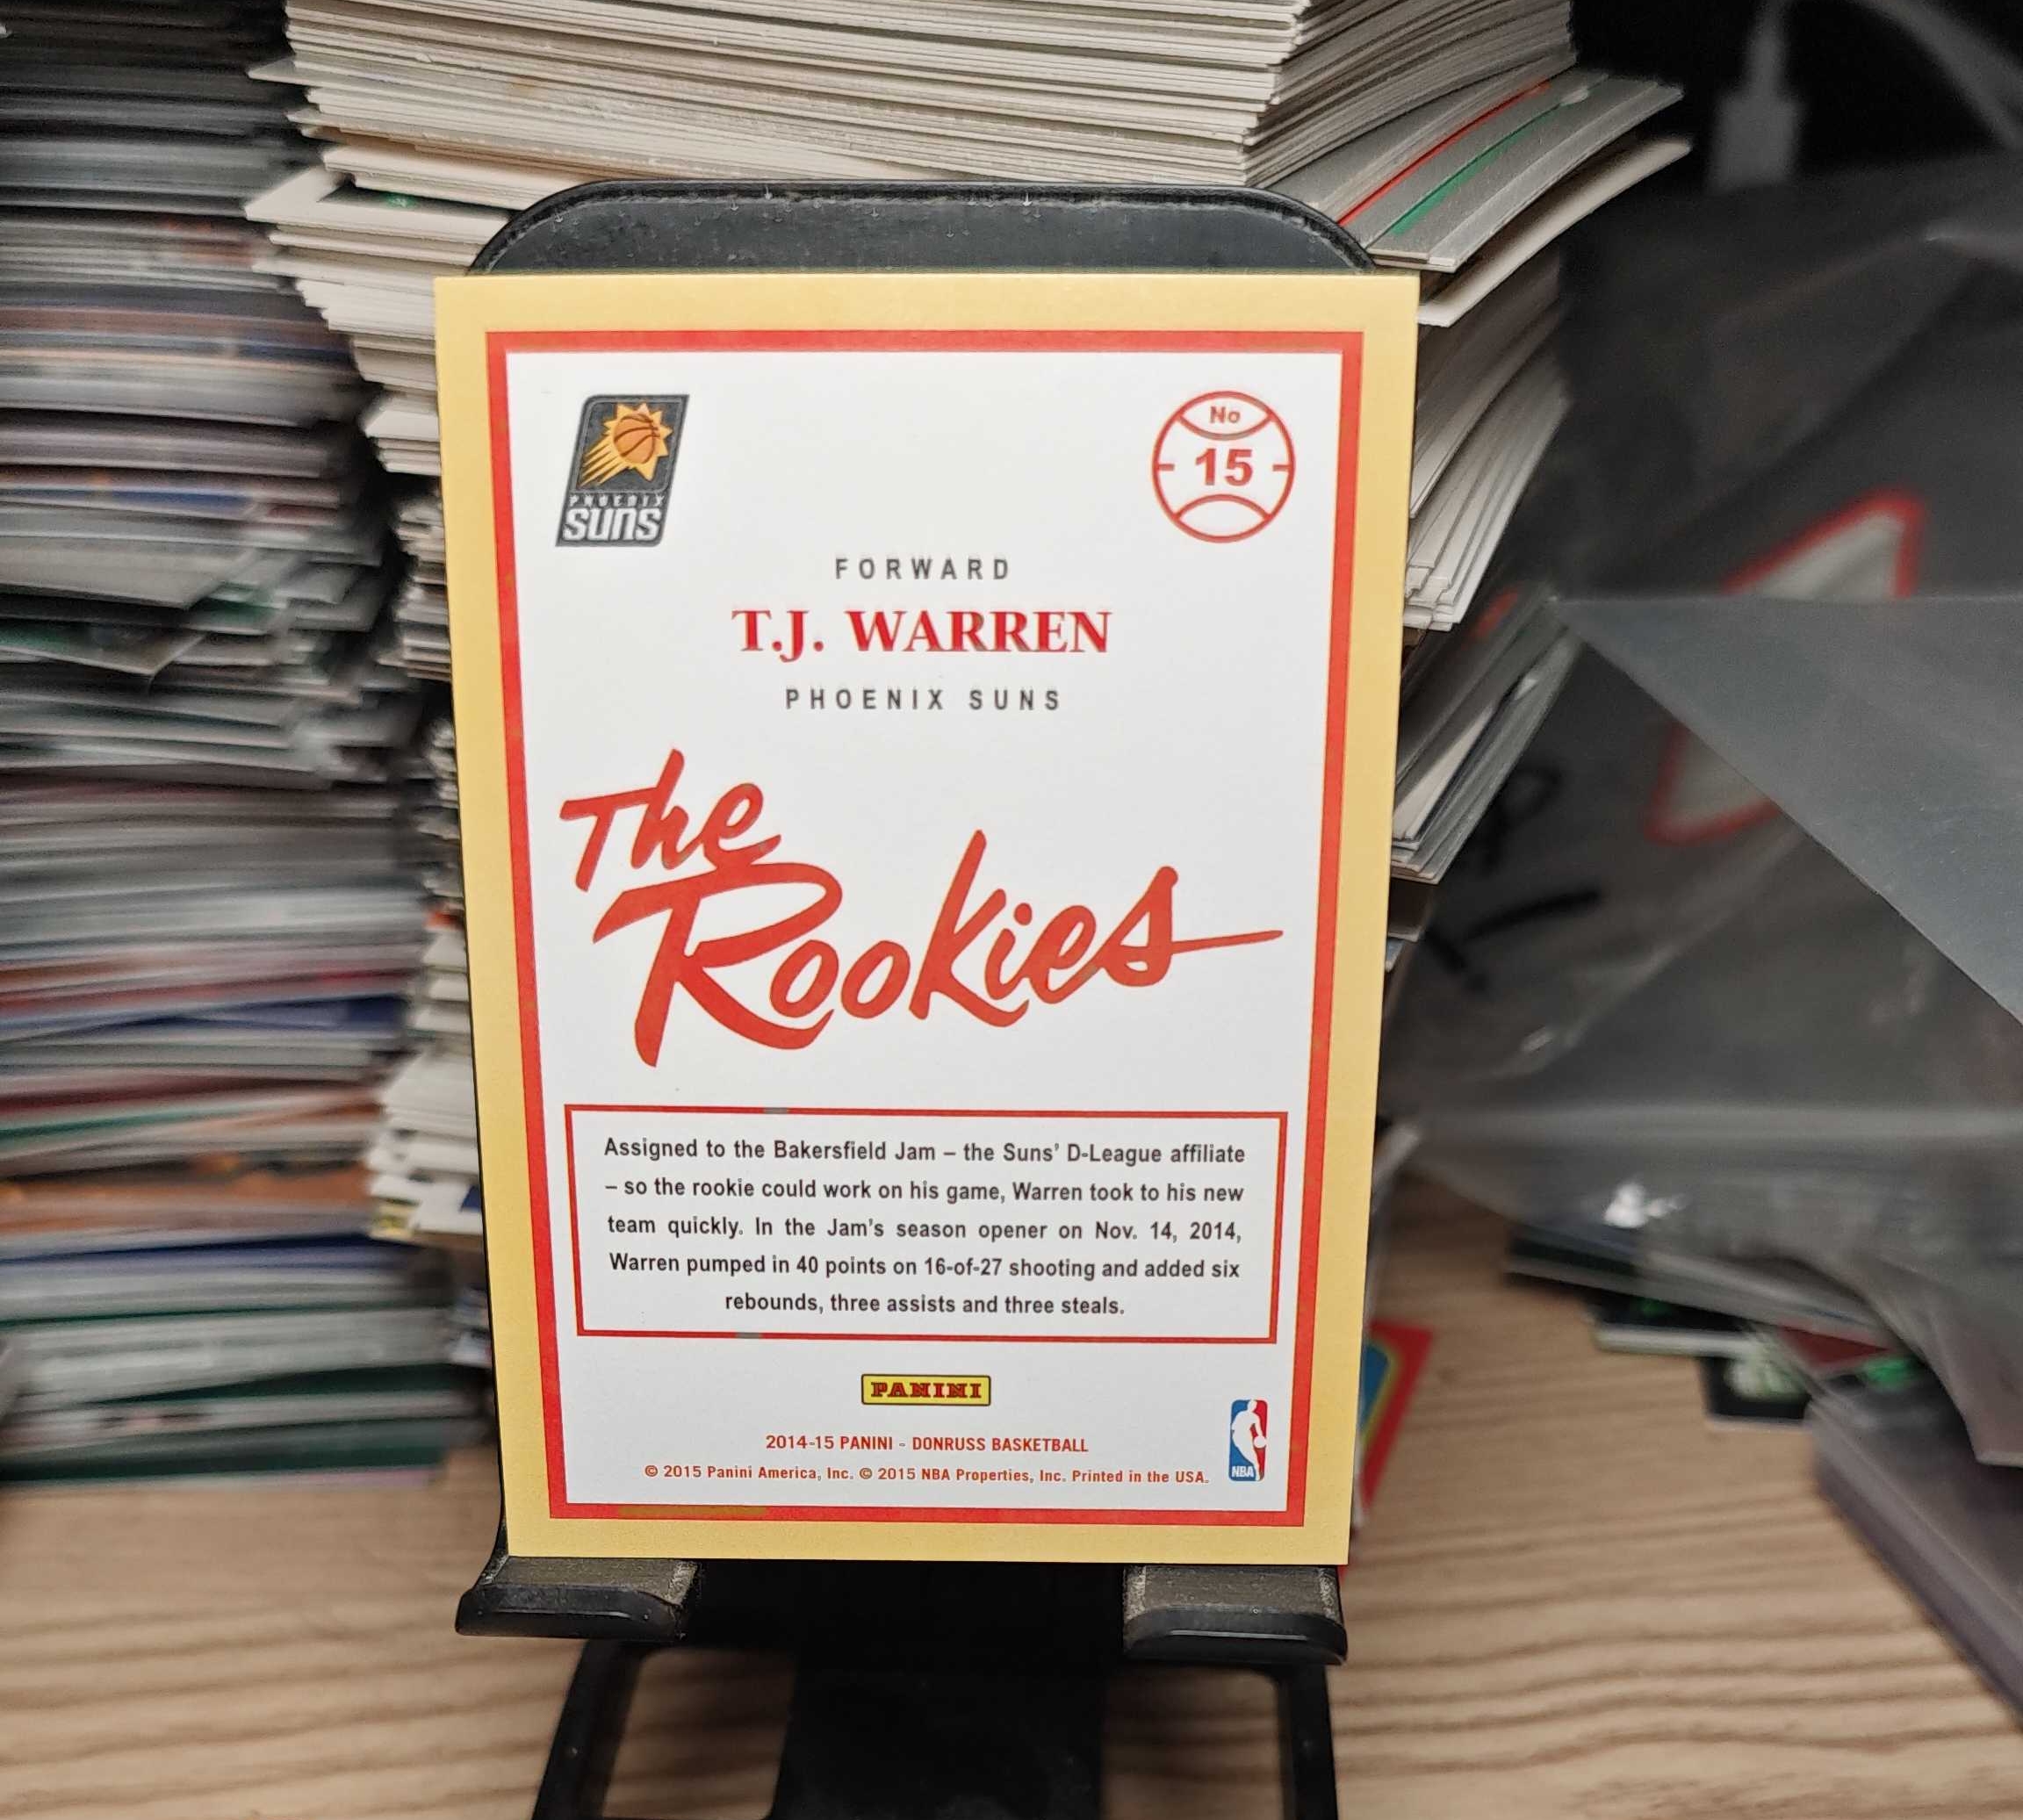 No
15
PHOENIX
SUNS
FORWARD
T.J. WARREN
PHOENIX SUNS
The
Rookies
Assigned to the Bakersfield Jam – the Suns' D-League affiliate
– so the rookie could work on his game, Warren took to his new
team quickly. In the Jam's season opener on Nov. 14, 2014,
Warren pumped in 40 points on 16-of-27 shooting and added six
rebounds, three assists and three steals.
PANINI
2014-15 PANINI - DONRUSS BASKETBALL
© 2015 Panini America, Inc. © 2015 NBA Properties, Inc. Printed in the USA.
NBA